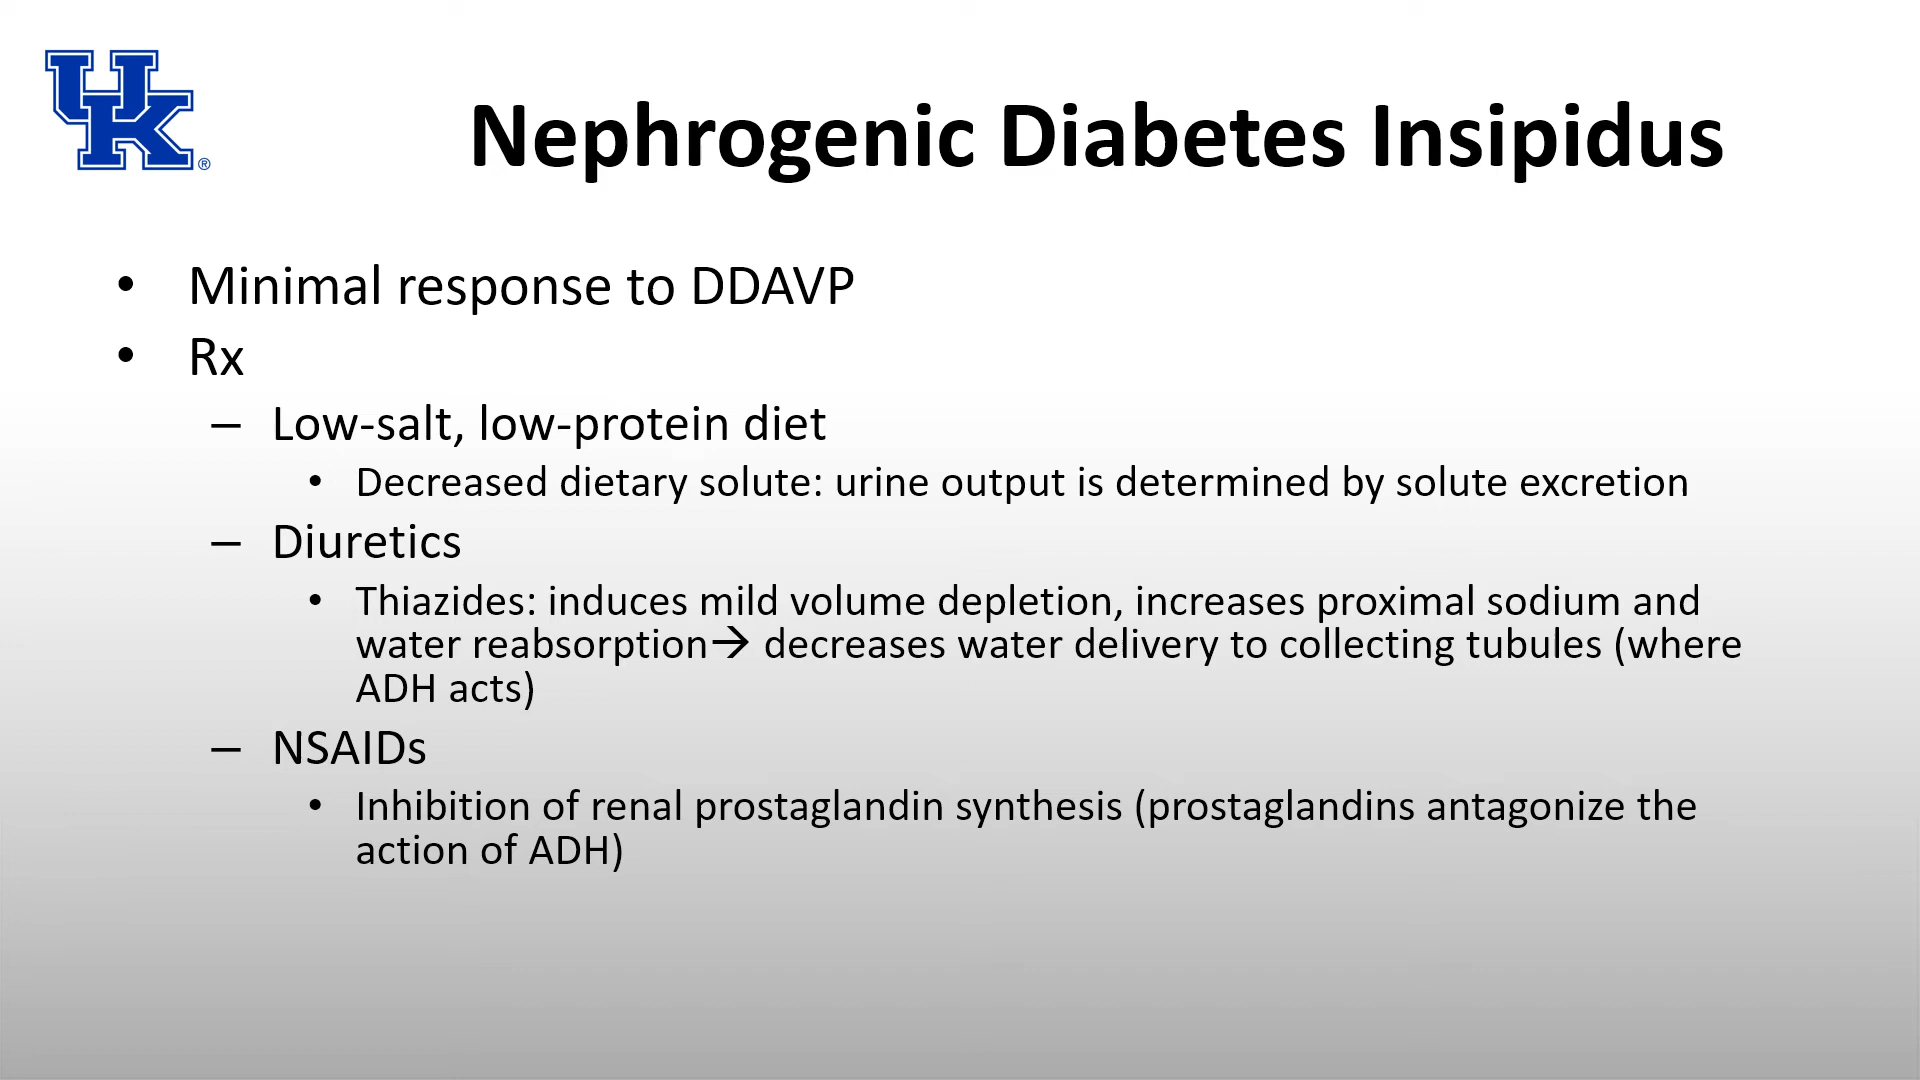 UK®
Nephrogenic Diabetes Insipidus
• Minimal response to DDAVP
• Rx
– Low-salt, low-protein diet
• Decreased dietary solute: urine output is determined by solute excretion
– Diuretics
• Thiazides: induces mild volume depletion, increases proximal sodium and
water reabsorption→ decreases water delivery to collecting tubules (where
ADH acts)
– NSAIDs
• Inhibition of renal prostaglandin synthesis (prostaglandins antagonize the
action of ADH)